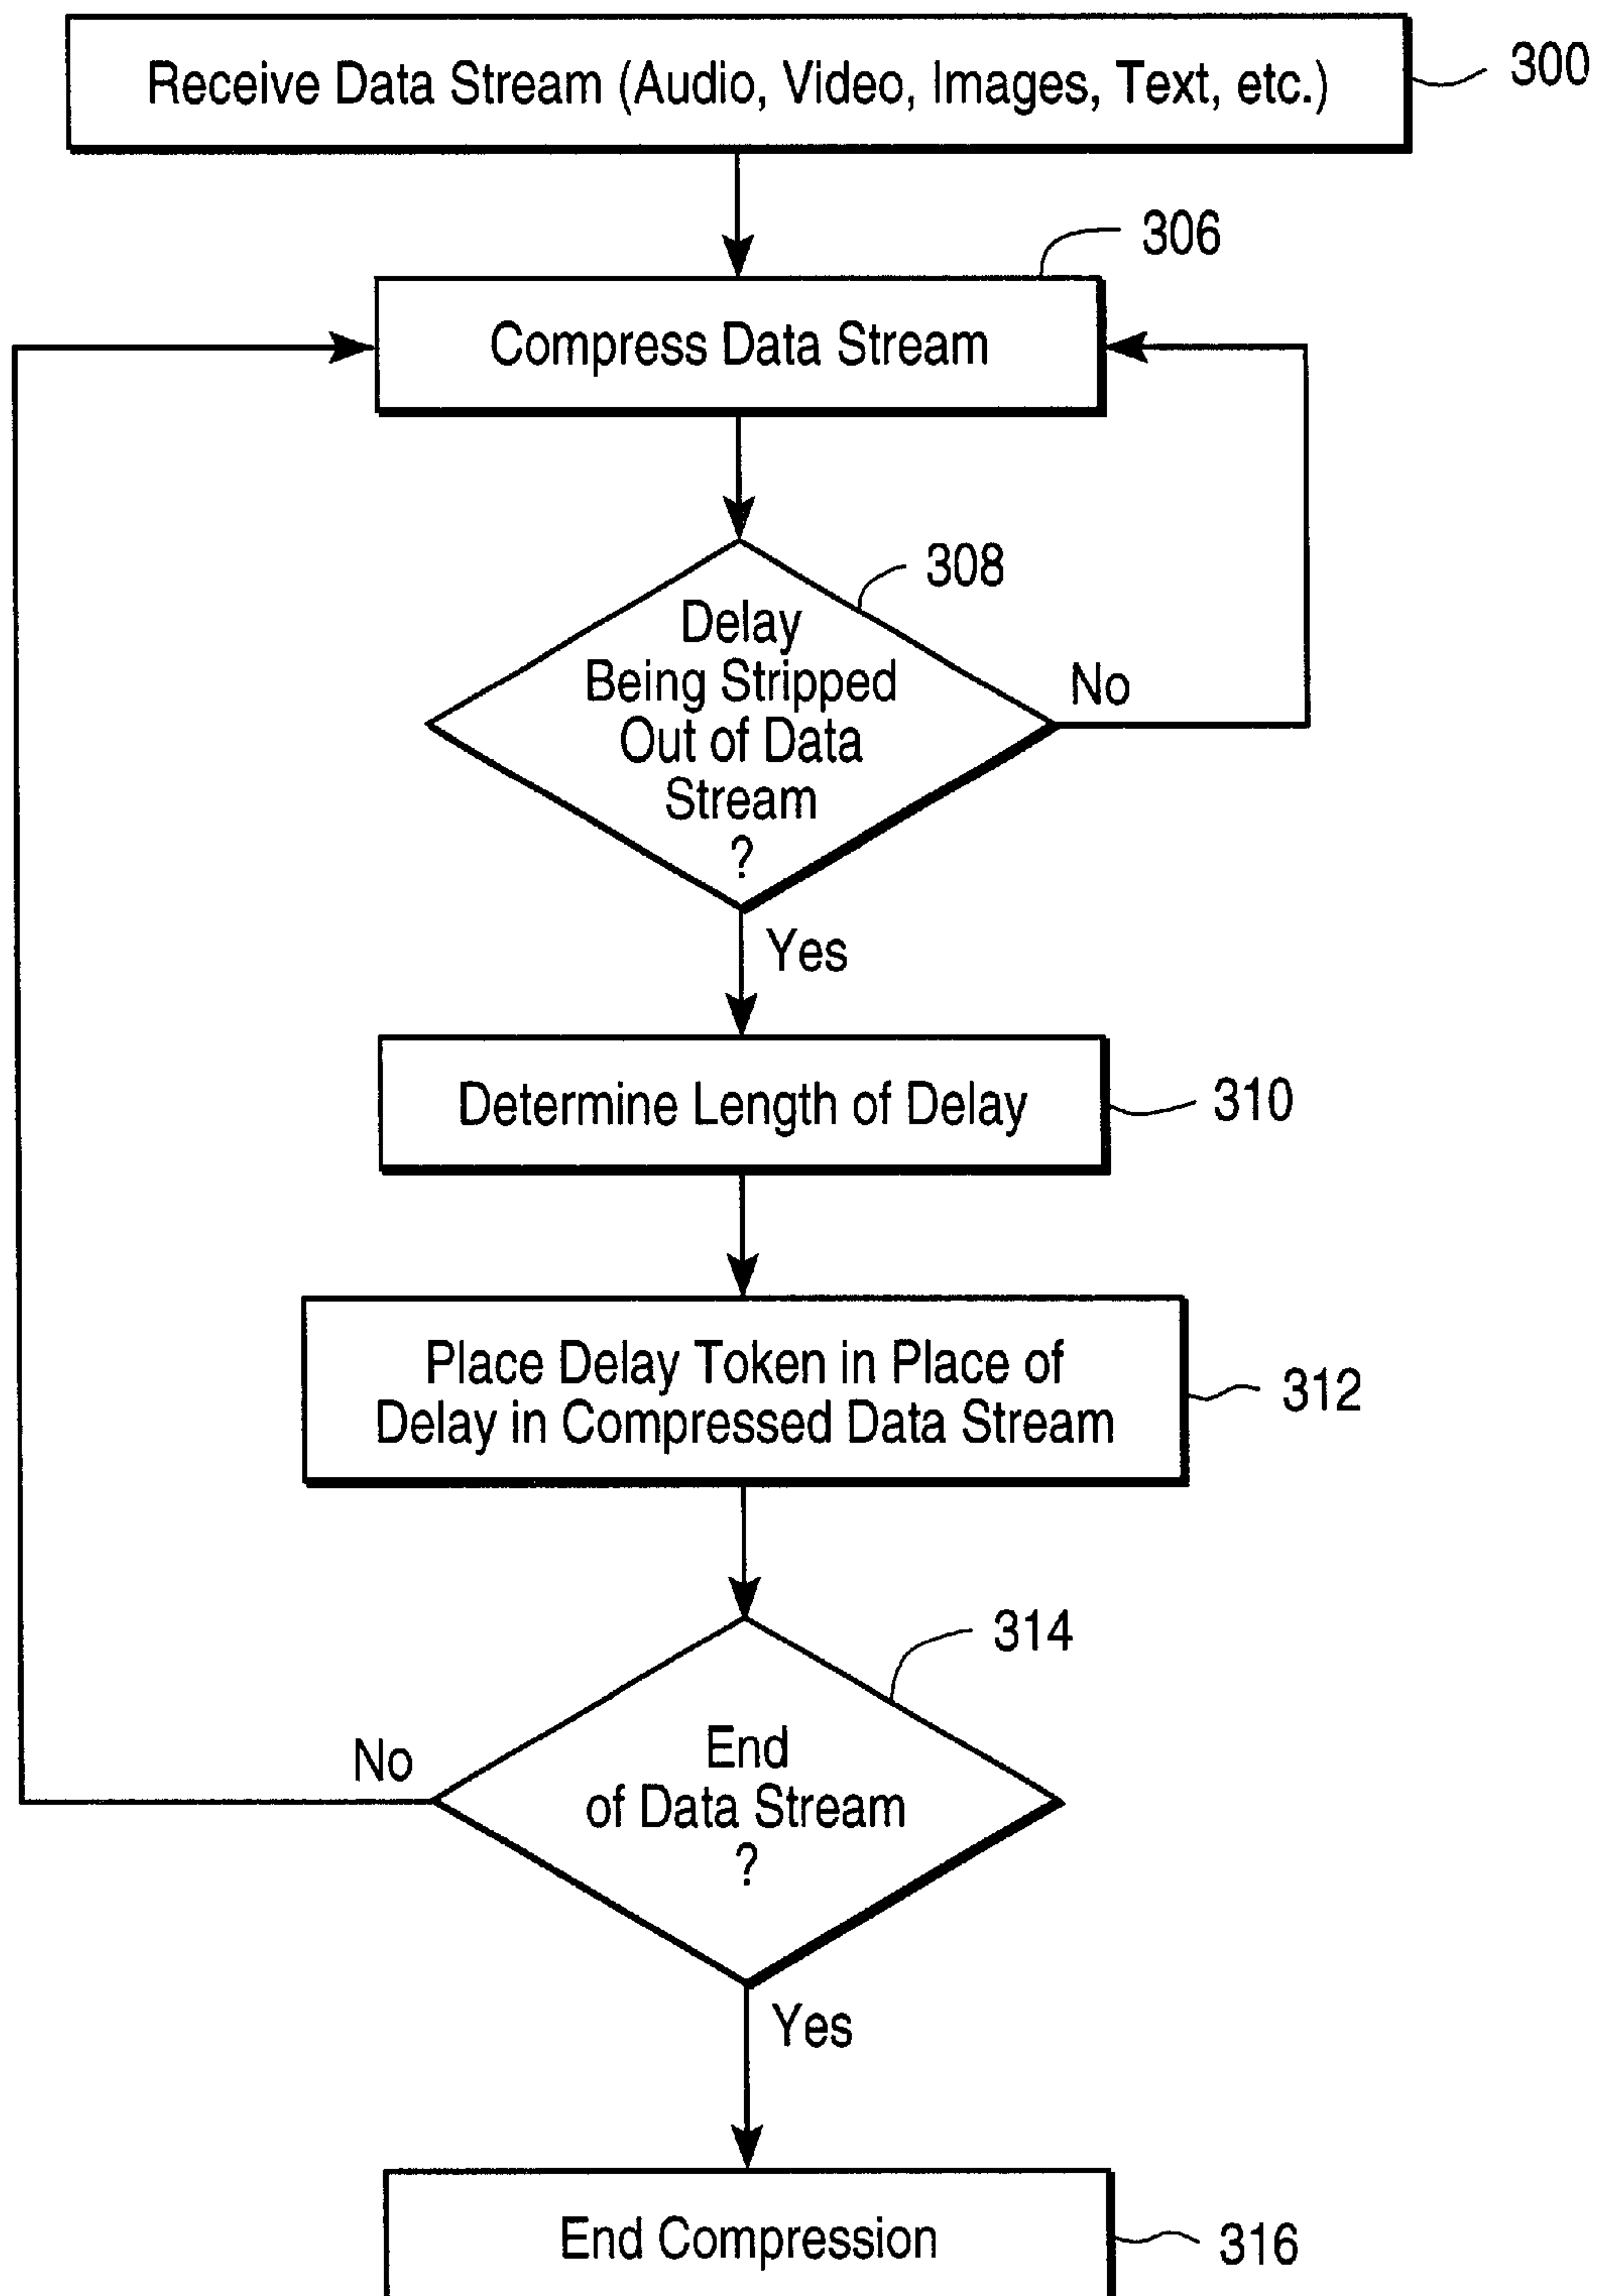 Receive Data Stream (Audio, Video, Images, Text, etc.)
300
306
Compress Data Stream
308
Delay
Being Stripped
Out of Data
Stream
?
No
Yes
Determine Length of Delay
310
Place Delay Token in Place of
Delay in Compressed Data Stream
312
314
End
of Data Stream
?
No
Yes
End Compression
316